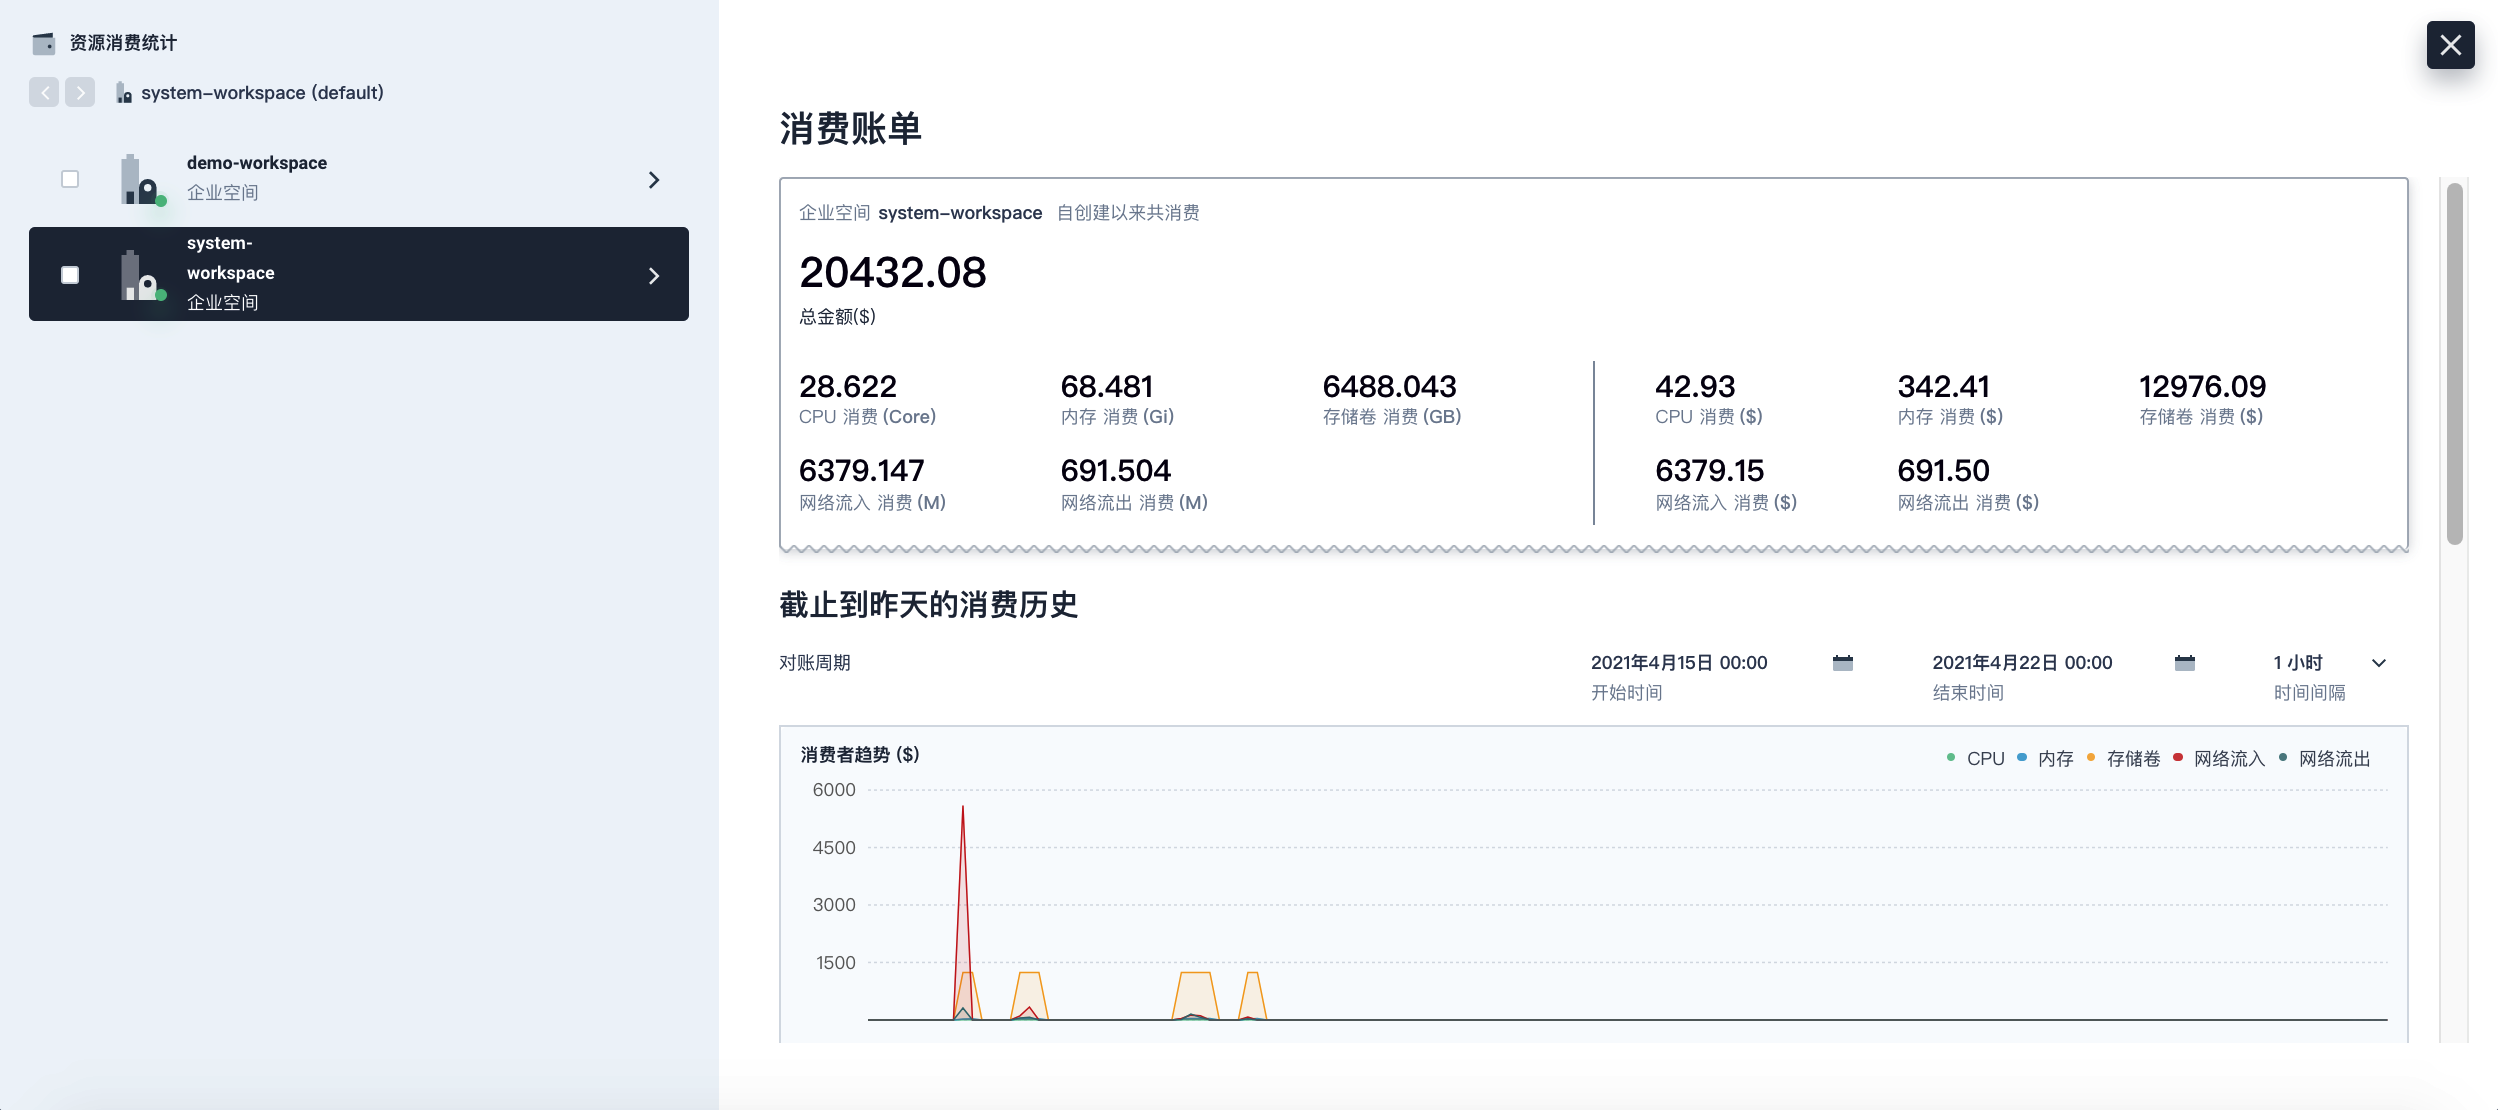 资源消费统计
system-workspace (default)
demo-workspace
企业空间
system-
workspace
企业空间
消费账单
企业空间 system-workspace 自创建以来共消费
20432.08
总金额($)
28.622 68.481 6488.043 42.93 342.41 12976.09
CPU 消费 (Core) 内存 消费 (Gi) 存储卷 消费 (GB) CPU 消费 ($) 内存 消费 ($) 存储卷 消费 ($)
6379.147 691.504 6379.15 691.50
网络流入 消费 (M) 网络流出 消费 (M) 网络流入 消费 ($) 网络流出 消费 ($)
截止到昨天的消费历史
对账周期 2021年4月15日 00:00 2021年4月22日 00:00 1 小时
开始时间 结束时间 时间间隔
消费者趋势 ($) CPU 内存 存储卷 网络流入 网络流出
6000
4500
3000
1500